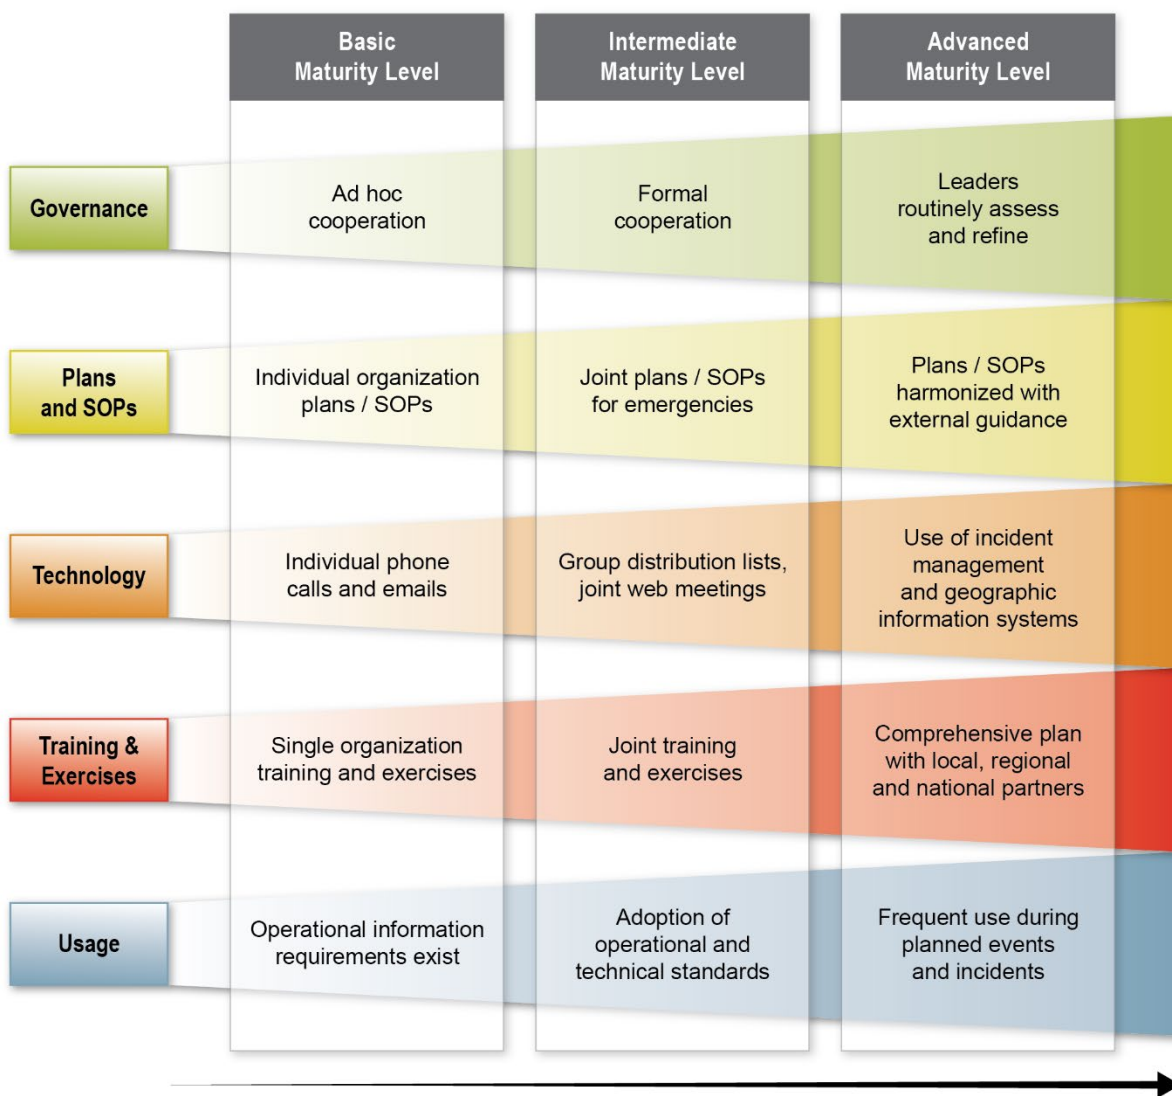 Basic
Maturity Level
Intermediate
Maturity Level
Advanced
Maturity Level
Governance
Ad hoc
cooperation
Formal
cooperation
Leaders
routinely assess
and refine
Plans
and SOPs
Individual organization
plans / SOPs
Joint plans / SOPs
for emergencies
Plans / SOPs
harmonized with
external guidance
Technology
Individual phone
calls and emails
Group distribution lists,
joint web meetings
Use of incident
management
and geographic
information systems
Training &
Exercises
Single organization
training and exercises
Joint training
and exercises
Comprehensive plan
with local, regional
and national partners
Usage
Operational information
requirements exist
Adoption of
operational and
technical standards
Frequent use during
planned events
and incidents